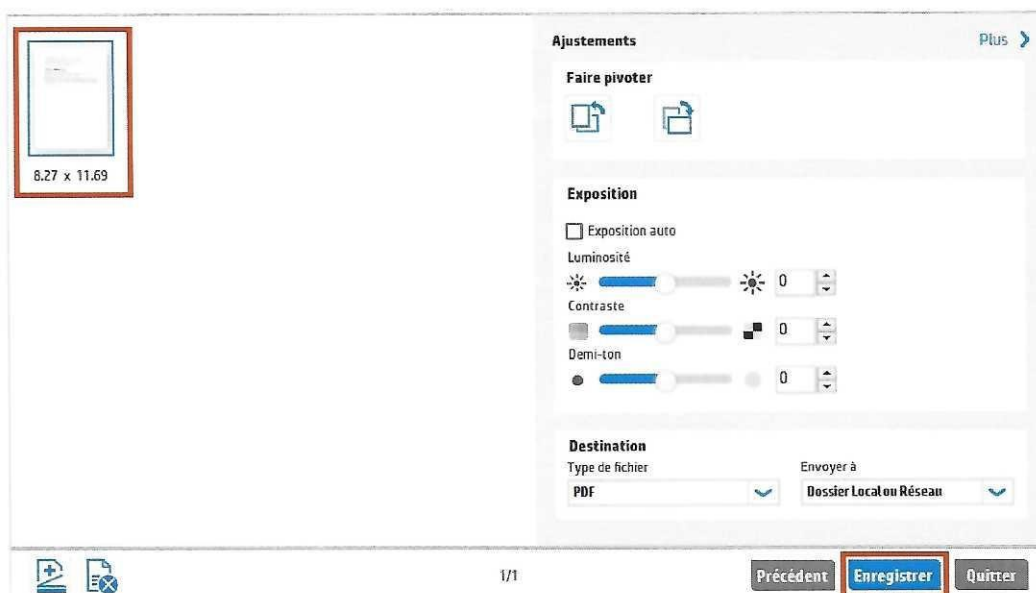 8.27 x 11.69
Ajustements
Plus
Faire pivoter
Exposition
Exposition auto
Luminosité
0
Contraste
0
Demi-ton
0
Destination
Type de fichier
Envoyer à
PDF
Dossier Local ou Réseau
1/1
Précédent
Enregistrer
Quitter